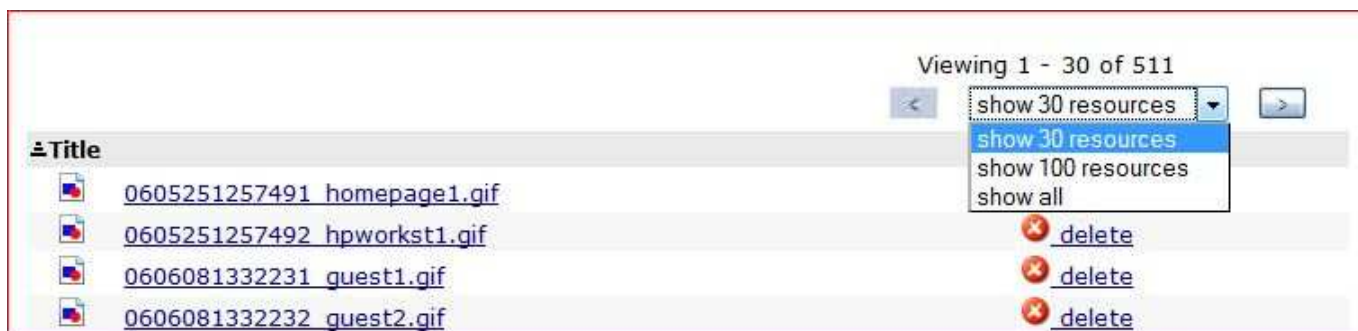 Viewing 1 - 30 of 511
< show 30 resources >
show 30 resources
Title
show 100 resources
show all
0605251257491_homepage1.gif
0605251257492_hpworkst1.gif delete
0606081332231_guest1.gif delete
0606081332232_guest2.gif delete